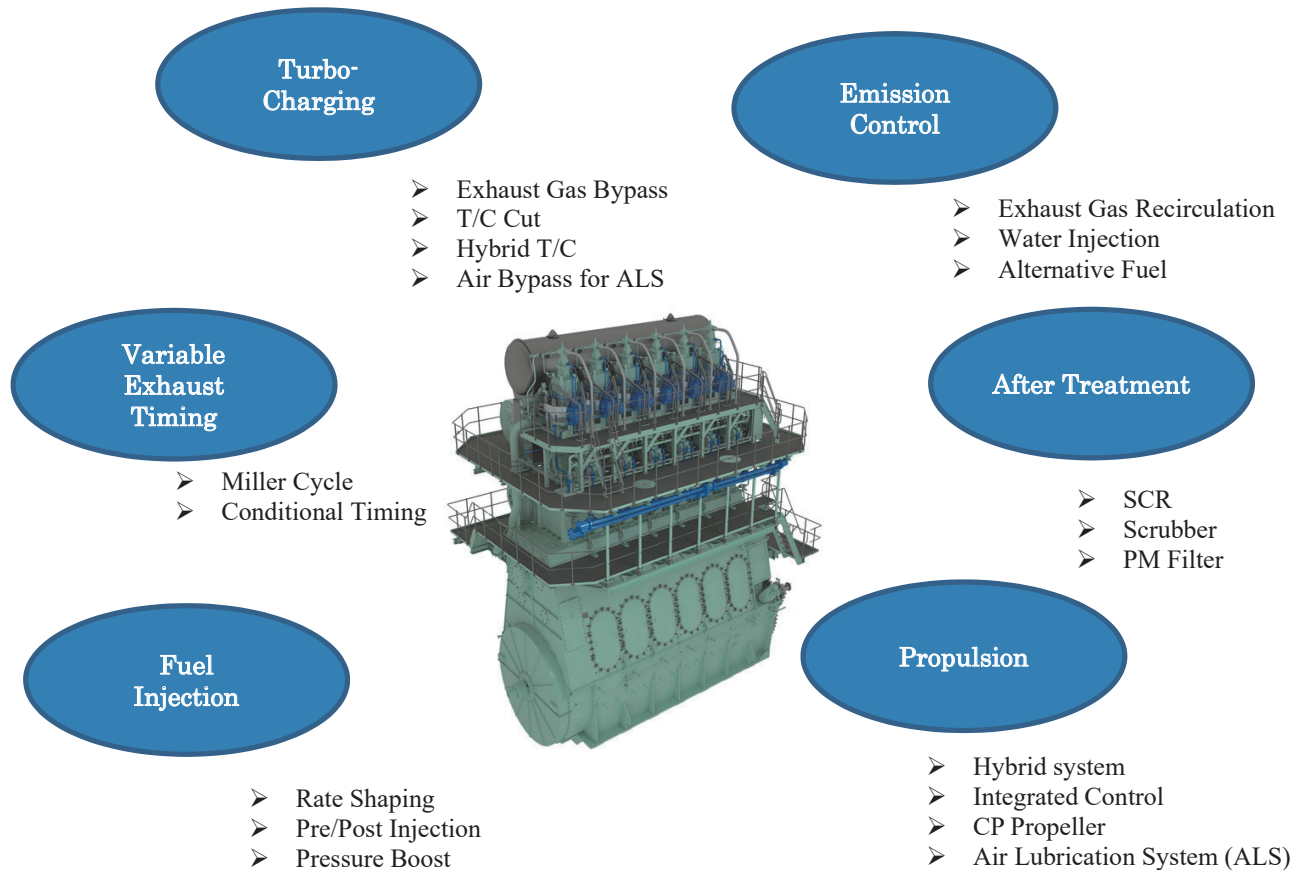 Turbo-
Charging
➢ Exhaust Gas Bypass
➢ T/C Cut
➢ Hybrid T/C
➢ Air Bypass for ALS
Emission
Control
➢ Exhaust Gas Recirculation
➢ Water Injection
➢ Alternative Fuel
Variable
Exhaust
Timing
➢ Miller Cycle
➢ Conditional Timing
After Treatment
➢ SCR
➢ Scrubber
➢ PM Filter
Fuel
Injection
➢ Rate Shaping
➢ Pre/Post Injection
➢ Pressure Boost
Propulsion
➢ Hybrid system
➢ Integrated Control
➢ CP Propeller
➢ Air Lubrication System (ALS)